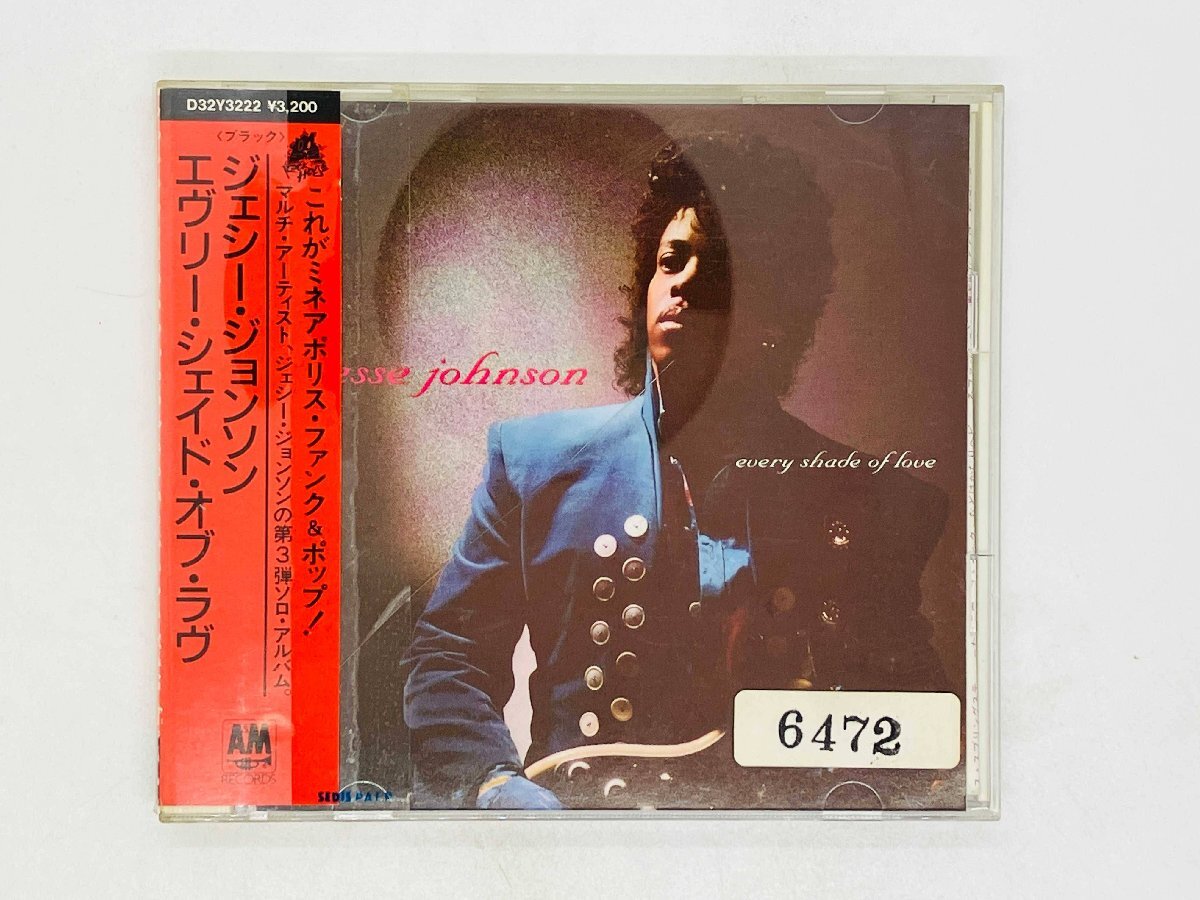 D32Y3222 ¥3,200
〈ブラック〉
これがミネアポリス・ファンク&ポップ!
マルチ・アーティスト、ジェシー・ジョンソンの第3弾ソロ・アルバム。
ジェシー・ジョンソン
エヴリー・シェイド・オブ・ラヴ
A&M
RECORDS
esse johnson
every shade of love
6472